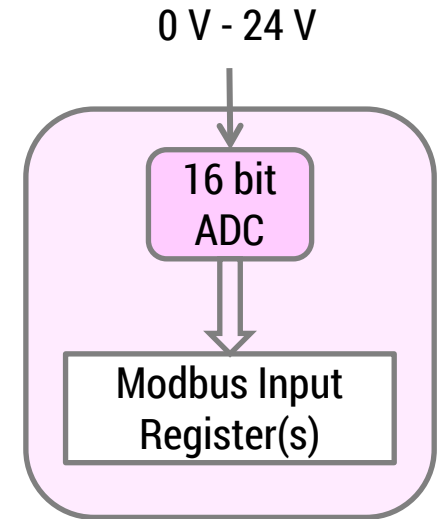 0 V - 24 V
16 bit
ADC
Modbus Input
Register(s)